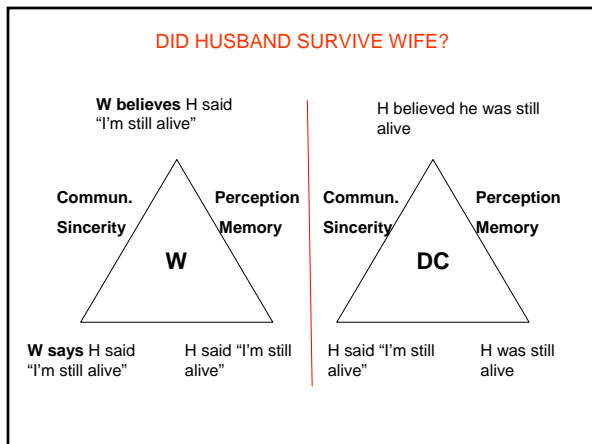 DID HUSBAND SURVIVE WIFE?
W believes H said
“I’m still alive”
Commun.
Sincerity
Perception
Memory
W
W says H said
“I’m still alive”
H said “I’m still
alive”
H believed he was still
alive
Commun.
Sincerity
Perception
Memory
DC
H said “I’m still
alive”
H was still
alive